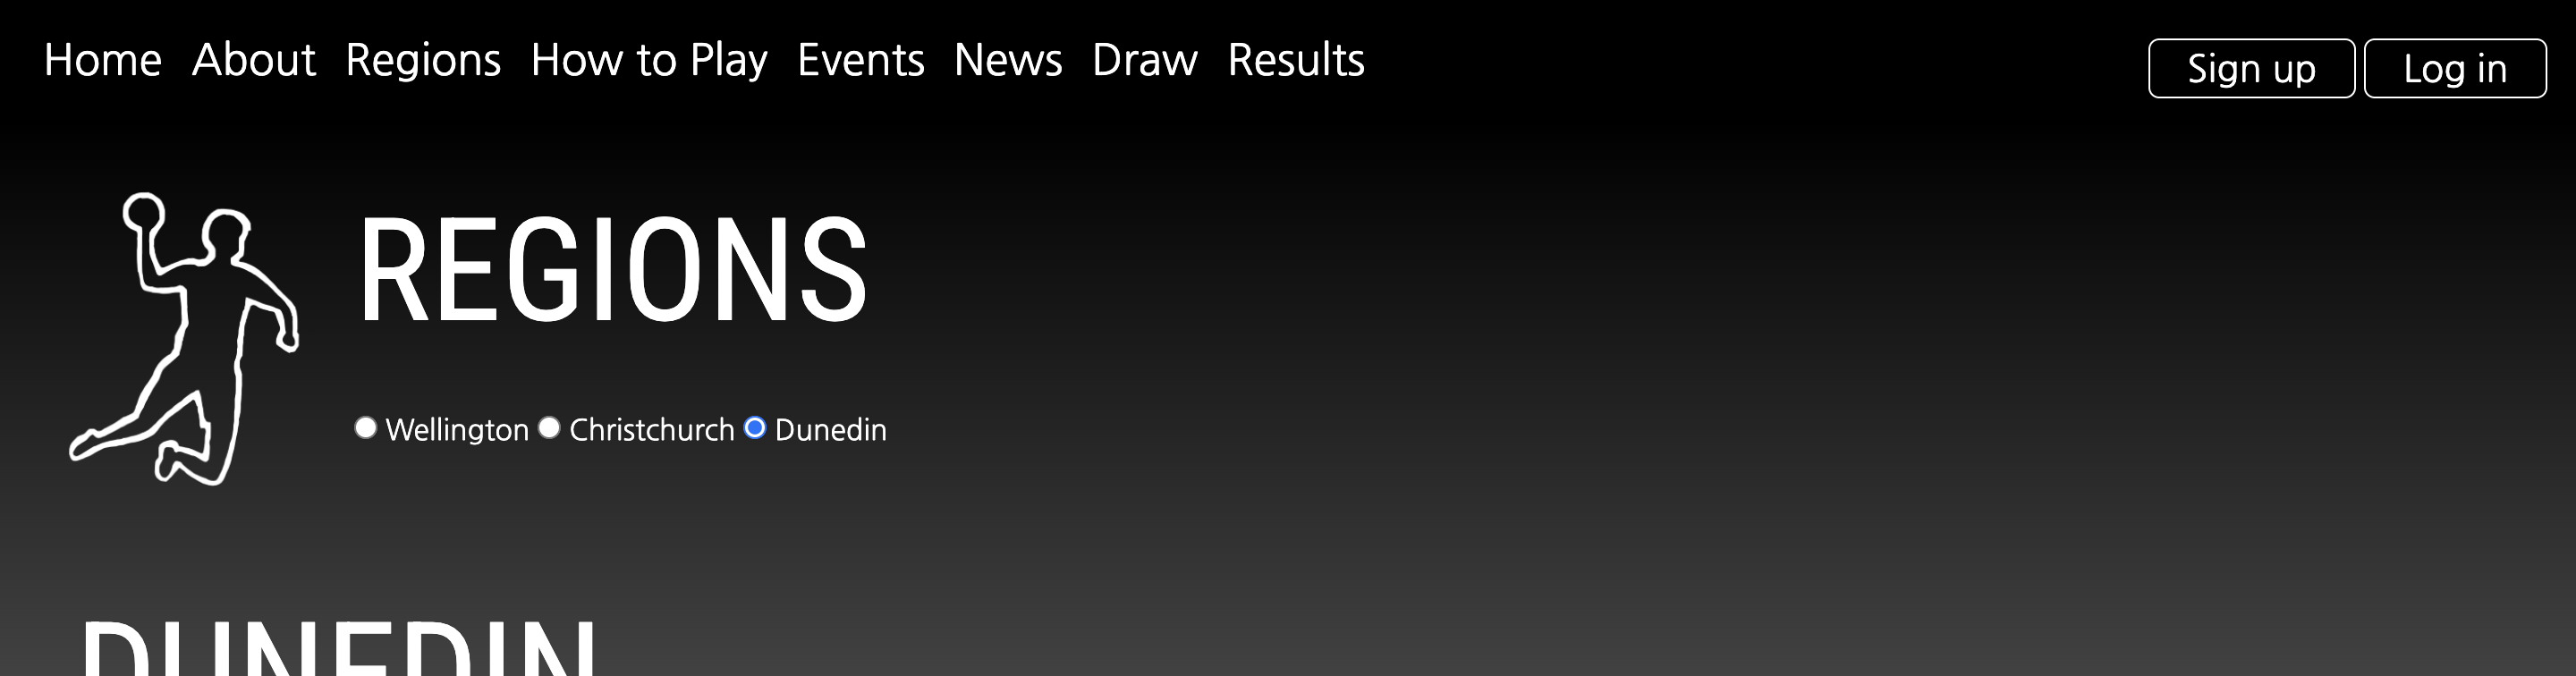 Home About Regions How to Play Events News Draw Results Sign up Log in
REGIONS
Wellington Christchurch Dunedin
DUNEDIN